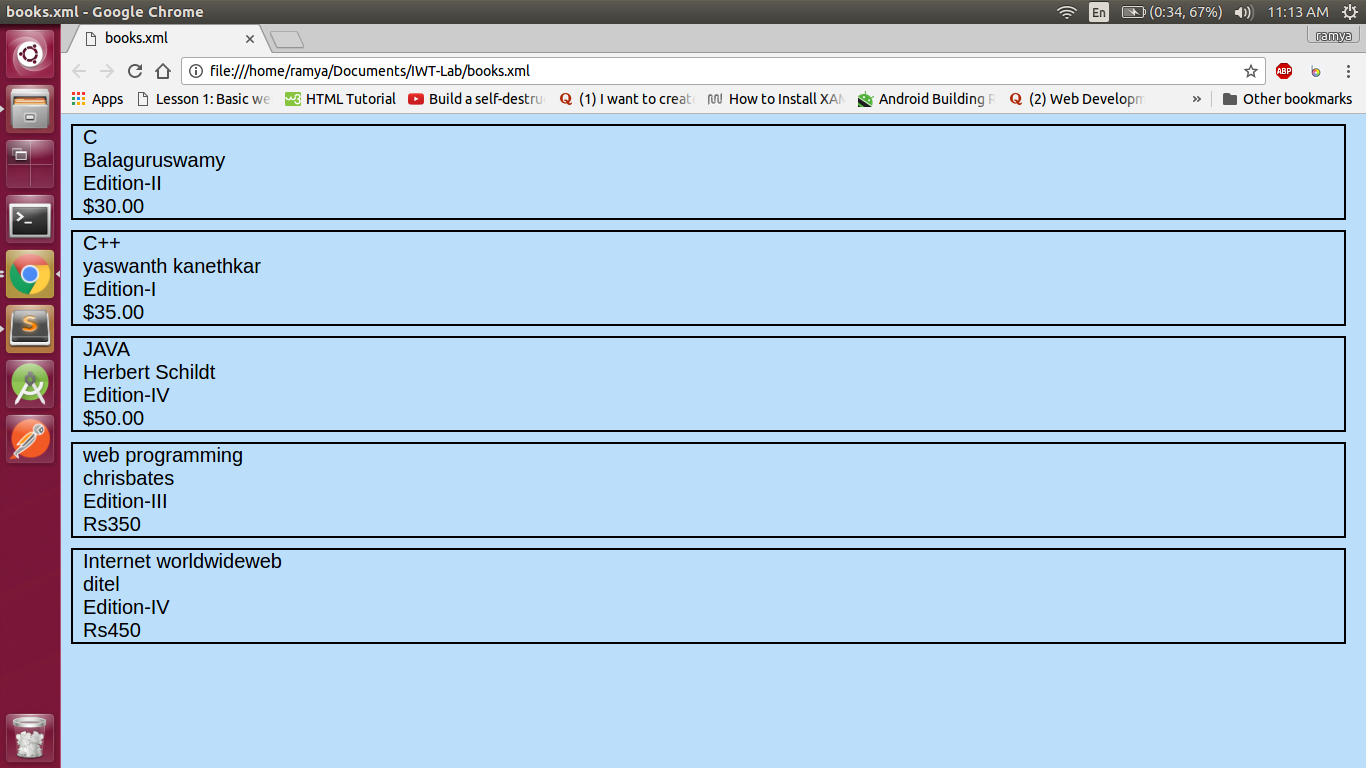 books.xml - Google Chrome
En
(0:34, 67%)
11:13 AM
books.xml
ramya
file:///home/ramya/Documents/IWT-Lab/books.xml
ABP
Apps
Lesson 1: Basic we
HTML Tutorial
Build a self-destru
(1) I want to create
How to Install XAM
Android Building
(2) Web Developm
»
Other bookmarks
C
Balaguruswamy
Edition-II
$30.00
C++
yaswanth kanethkar
Edition-I
$35.00
JAVA
Herbert Schildt
Edition-IV
$50.00
web programming
chrisbates
Edition-III
Rs350
Internet worldwideweb
ditel
Edition-IV
Rs450